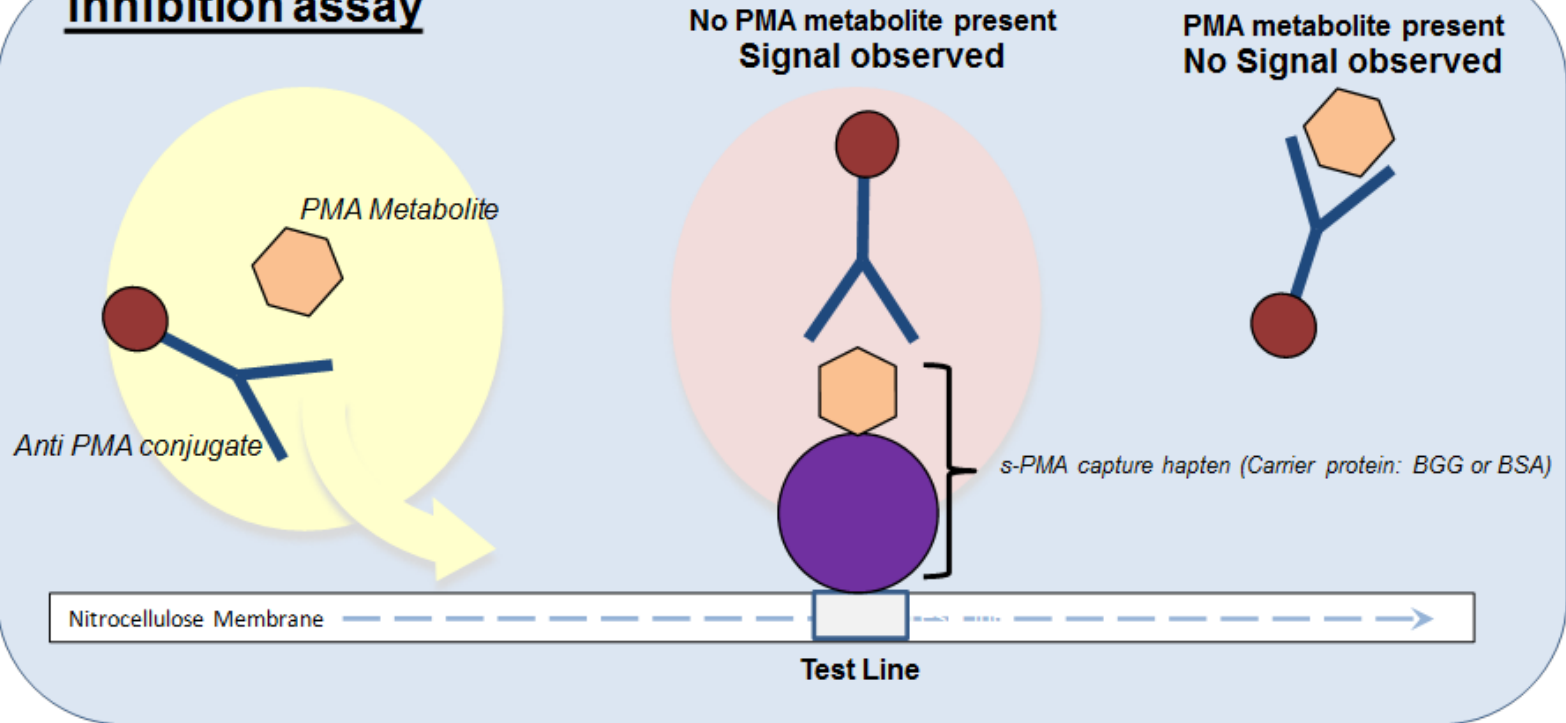 Inhibition assay
No PMA metabolite present
Signal observed
PMA metabolite present
No Signal observed
PMA Metabolite
Anti PMA conjugate
s-PMA capture hapten (Carrier protein: BGG or BSA)
Nitrocellulose Membrane
Test Line